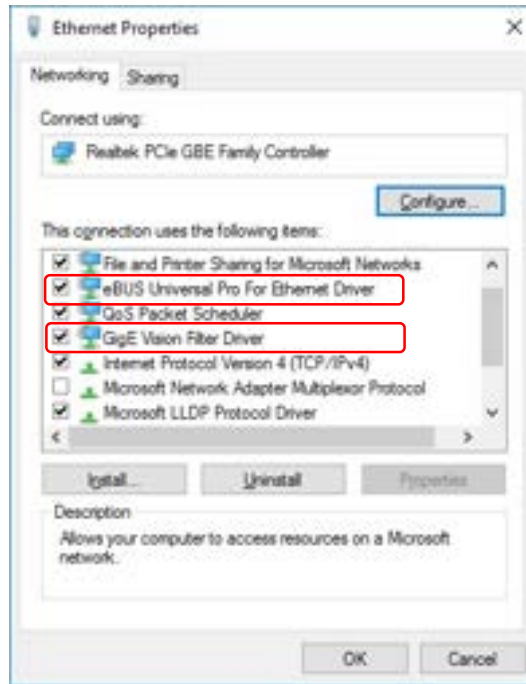 Ethernet Properties
Networking Sharing
Connect using:
Realtek PCIe GBE Family Controller
Configure...
This connection uses the following items:
File and Printer Sharing for Microsoft Networks
eBUS Universal Pro For Ethernet Driver
QoS Packet Scheduler
GigE Vision Filter Driver
Internet Protocol Version 4 (TCP/IPv4)
Microsoft Network Adapter Multiplexor Protocol
Microsoft LLDP Protocol Driver
Install... Uninstall Properties
Description
Allows your computer to access resources on a Microsoft
network.
OK Cancel